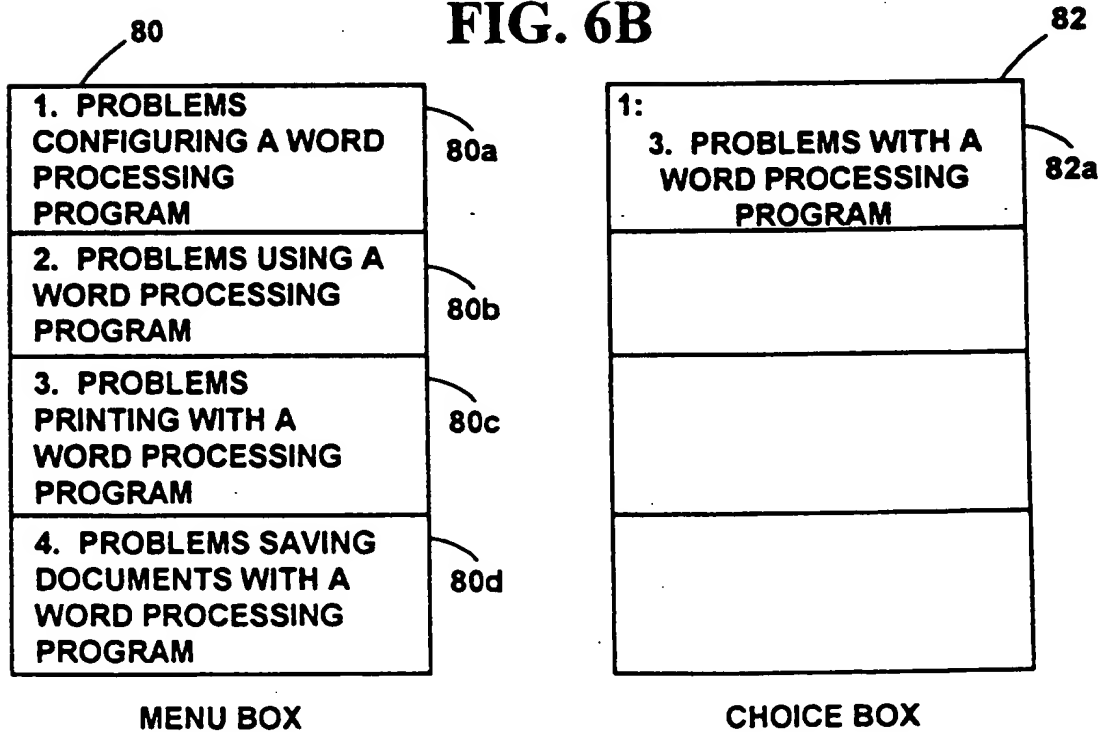 FIG. 6B
80
1. PROBLEMS
CONFIGURING A WORD
PROCESSING
PROGRAM
80a
2. PROBLEMS USING A
WORD PROCESSING
PROGRAM
80b
3. PROBLEMS
PRINTING WITH A
WORD PROCESSING
PROGRAM
80c
4. PROBLEMS SAVING
DOCUMENTS WITH A
WORD PROCESSING
PROGRAM
80d
MENU BOX
82
1:
3. PROBLEMS WITH A
WORD PROCESSING
PROGRAM
82a
CHOICE BOX